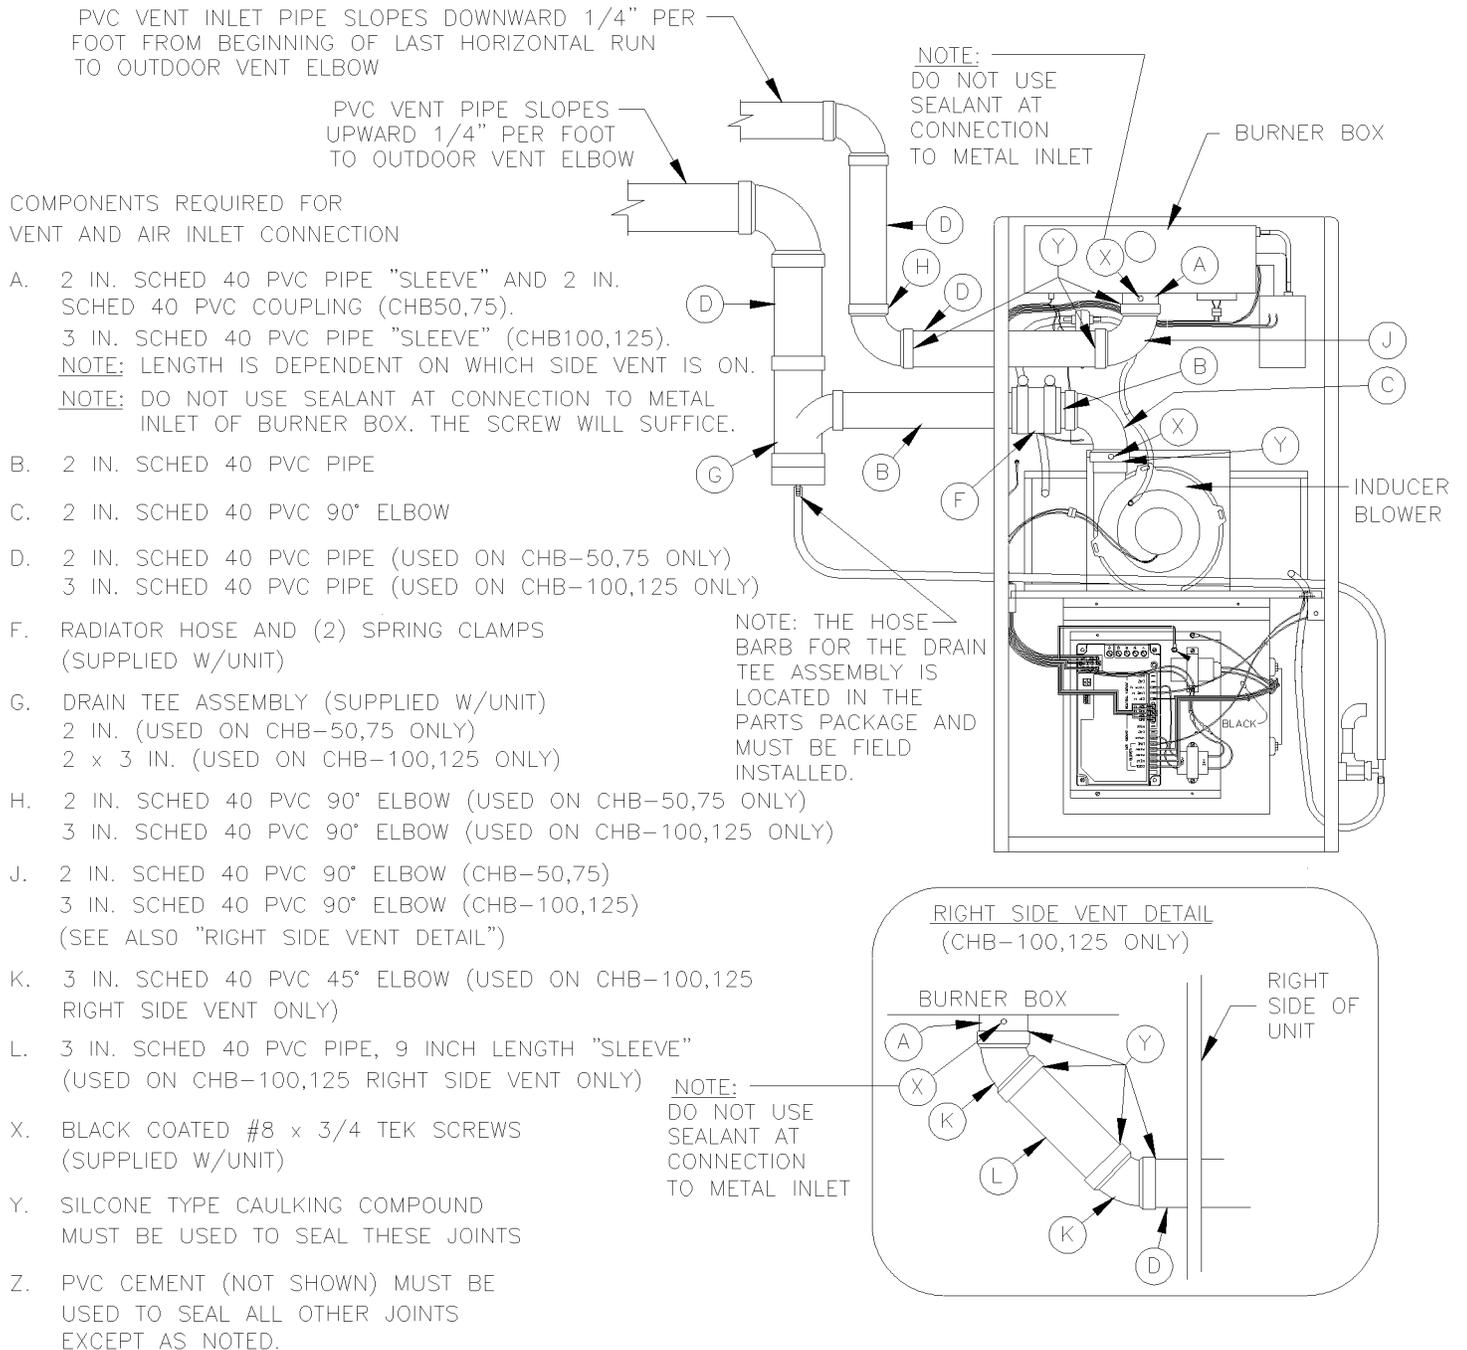 PVC VENT INLET PIPE SLOPES DOWNWARD 1/4" PER
FOOT FROM BEGINNING OF LAST HORIZONTAL RUN
TO OUTDOOR VENT ELBOW
PVC VENT PIPE SLOPES
UPWARD 1/4" PER FOOT
TO OUTDOOR VENT ELBOW
NOTE:
DO NOT USE
SEALANT AT
CONNECTION
TO METAL INLET
BURNER BOX
COMPONENTS REQUIRED FOR
VENT AND AIR INLET CONNECTION
A. 2 IN. SCHED 40 PVC PIPE "SLEEVE" AND 2 IN.
SCHED 40 PVC COUPLING (CHB50,75).
3 IN. SCHED 40 PVC PIPE "SLEEVE" (CHB100,125).
NOTE: LENGTH IS DEPENDENT ON WHICH SIDE VENT IS ON.
NOTE: DO NOT USE SEALANT AT CONNECTION TO METAL
INLET OF BURNER BOX. THE SCREW WILL SUFFICE.
B. 2 IN. SCHED 40 PVC PIPE
C. 2 IN. SCHED 40 PVC 90° ELBOW
D. 2 IN. SCHED 40 PVC PIPE (USED ON CHB-50,75 ONLY)
3 IN. SCHED 40 PVC PIPE (USED ON CHB-100,125 ONLY)
F. RADIATOR HOSE AND (2) SPRING CLAMPS
(SUPPLIED W/UNIT)
G. DRAIN TEE ASSEMBLY (SUPPLIED W/UNIT)
2 IN. (USED ON CHB-50,75 ONLY)
2 x 3 IN. (USED ON CHB-100,125 ONLY)
H. 2 IN. SCHED 40 PVC 90° ELBOW (USED ON CHB-50,75 ONLY)
3 IN. SCHED 40 PVC 90° ELBOW (USED ON CHB-100,125 ONLY)
J. 2 IN. SCHED 40 PVC 90° ELBOW (CHB-50,75)
3 IN. SCHED 40 PVC 90° ELBOW (CHB-100,125)
(SEE ALSO "RIGHT SIDE VENT DETAIL")
K. 3 IN. SCHED 40 PVC 45° ELBOW (USED ON CHB-100,125
RIGHT SIDE VENT ONLY)
L. 3 IN. SCHED 40 PVC PIPE, 9 INCH LENGTH "SLEEVE"
(USED ON CHB-100,125 RIGHT SIDE VENT ONLY)
X. BLACK COATED #8 x 3/4 TEK SCREWS
(SUPPLIED W/UNIT)
Y. SILCONE TYPE CAULKING COMPOUND
MUST BE USED TO SEAL THESE JOINTS
Z. PVC CEMENT (NOT SHOWN) MUST BE
USED TO SEAL ALL OTHER JOINTS
EXCEPT AS NOTED.
D
H
D
Y
X
A
D
J
B
C
X
Y
G
B
F
INDUCER
BLOWER
NOTE: THE HOSE
BARB FOR THE DRAIN
TEE ASSEMBLY IS
LOCATED IN THE
PARTS PACKAGE AND
MUST BE FIELD
INSTALLED.
BLACK
RIGHT SIDE VENT DETAIL
(CHB-100,125 ONLY)
BURNER BOX
RIGHT
SIDE OF
UNIT
A
Y
X
K
L
K
D
NOTE:
DO NOT USE
SEALANT AT
CONNECTION
TO METAL INLET